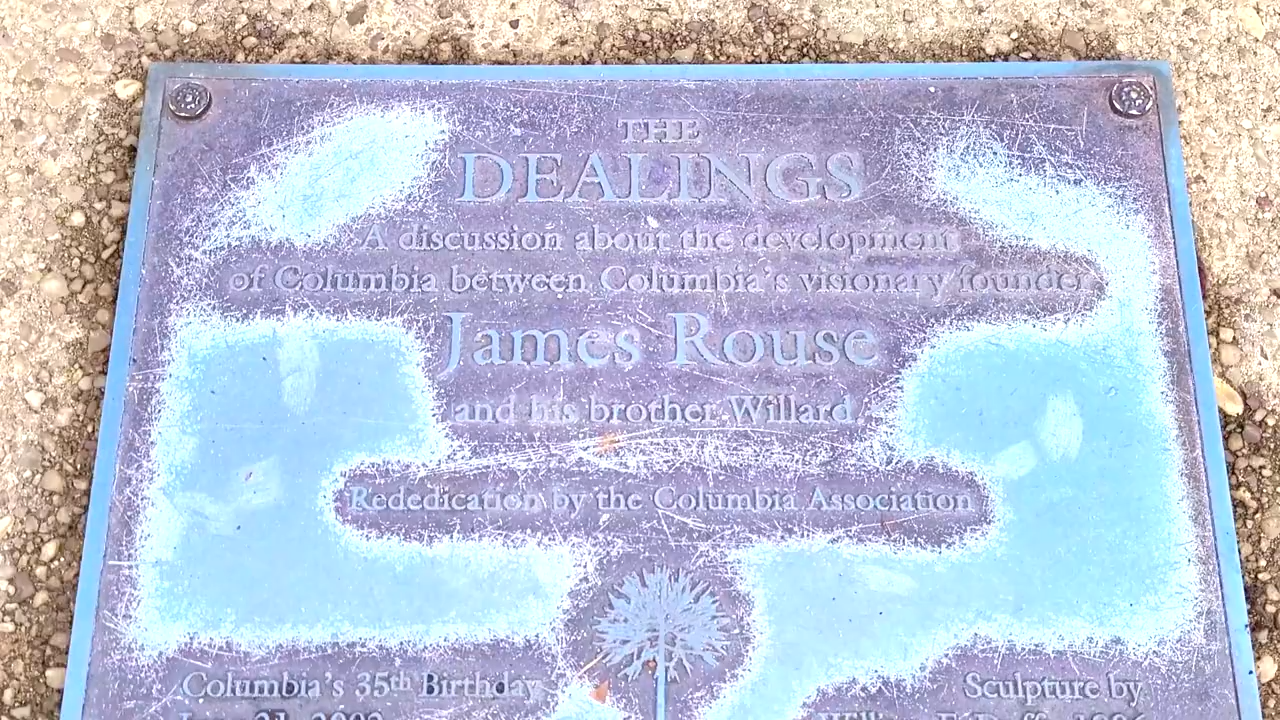 THE
DEALINGS
A discussion about the development
of Columbia between Columbia's visionary founder
James Rouse
and his brother Willard
Rededication by the Columbia Association
Columbia's 35th Birthday
Sculpture by